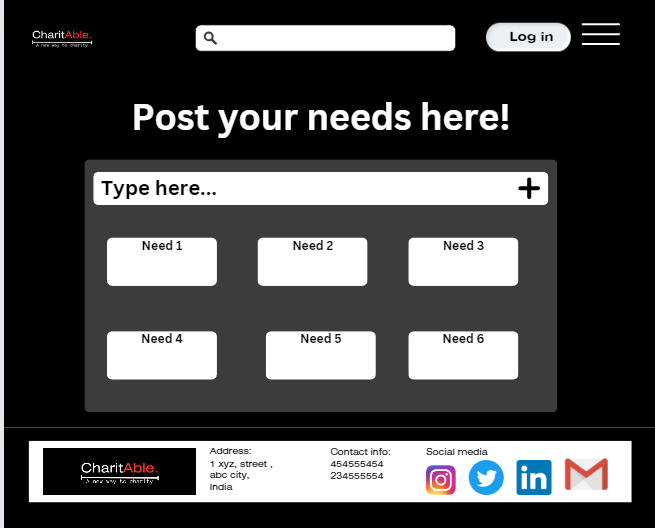 CharitAble.
A new way to charity
Log in
Post your needs here!
Type here...
Need 1
Need 2
Need 3
Need 4
Need 5
Need 6
CharitAble.
A new way to charity
Address:
1 xyz, street ,
abc city,
India
Contact info:
454555454
234555554
Social media
in